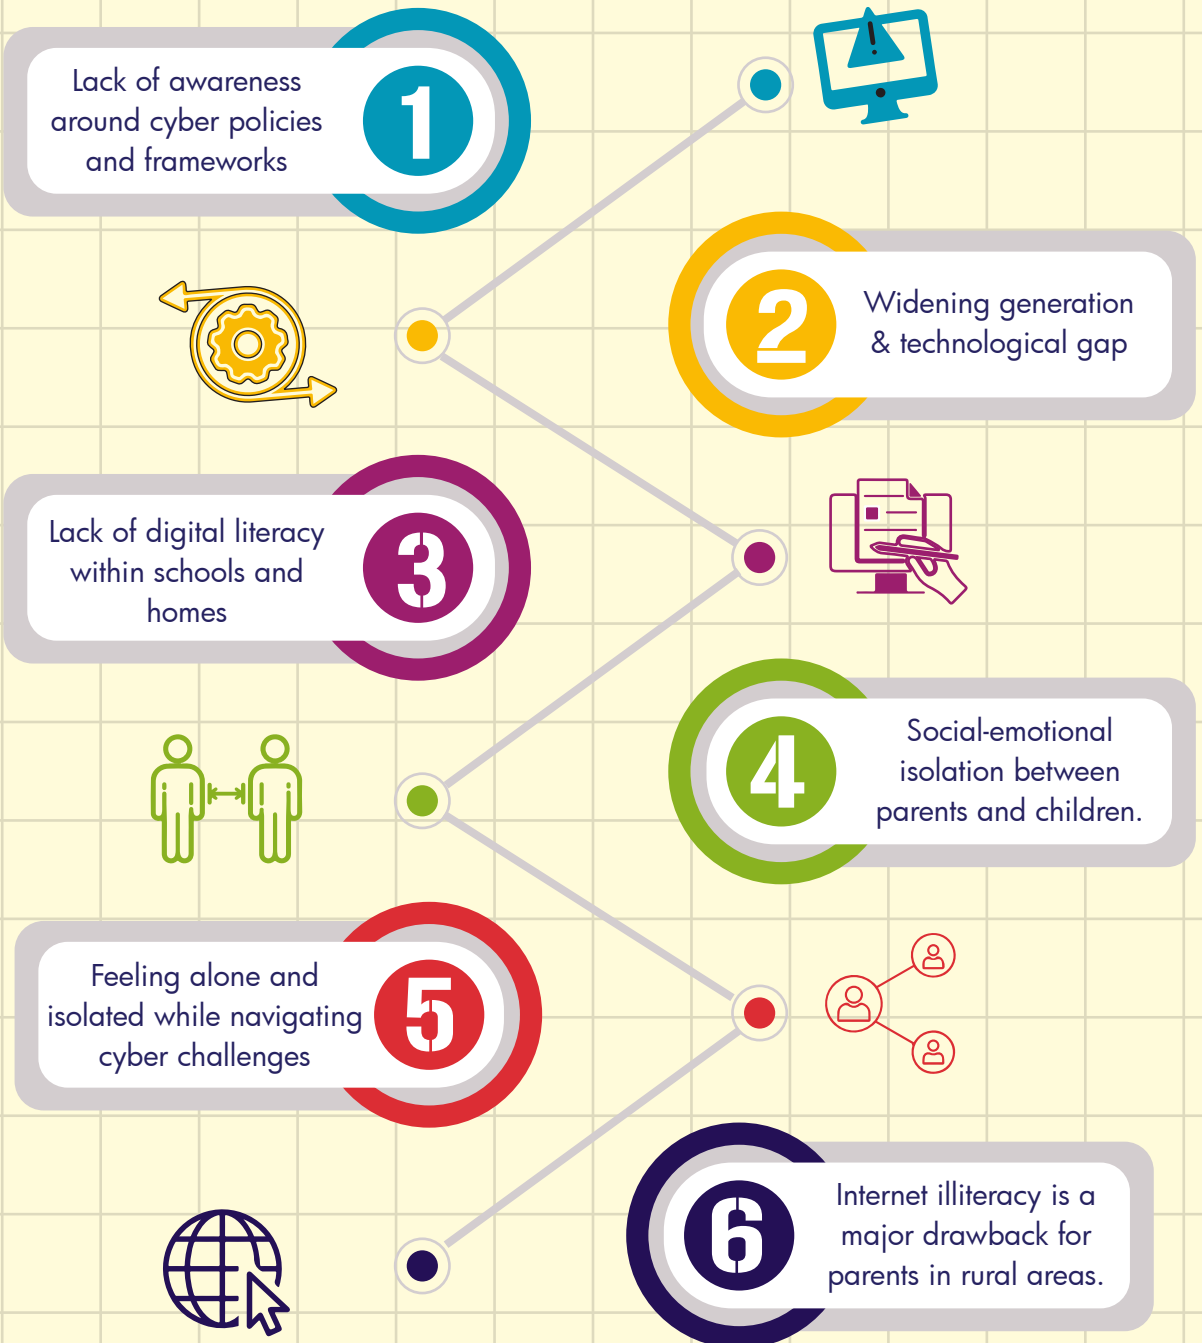 Lack of awareness
around cyber policies
and frameworks
1
2
Widening generation
& technological gap
Lack of digital literacy
within schools and
homes
3
4
Social-emotional
isolation between
parents and children.
Feeling alone and
isolated while navigating
cyber challenges
5
6
Internet illiteracy is a
major drawback for
parents in rural areas.